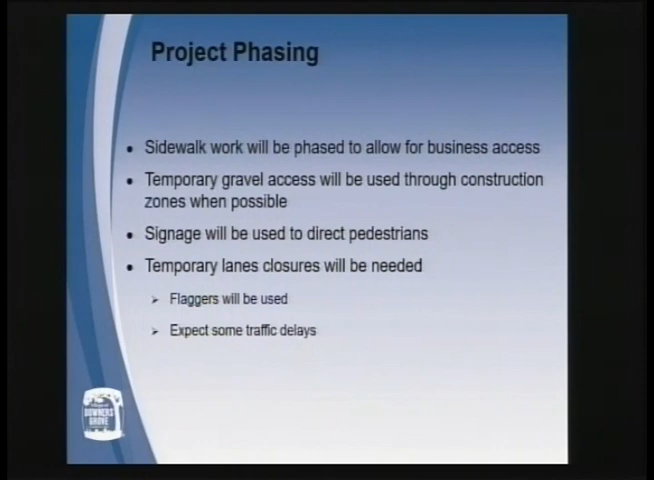 Project Phasing
• Sidewalk work will be phased to allow for business access
• Temporary gravel access will be used through construction
zones when possible
• Signage will be used to direct pedestrians
• Temporary lanes closures will be needed
➢ Flaggers will be used
➢ Expect some traffic delays
DOWNERS
GROVE